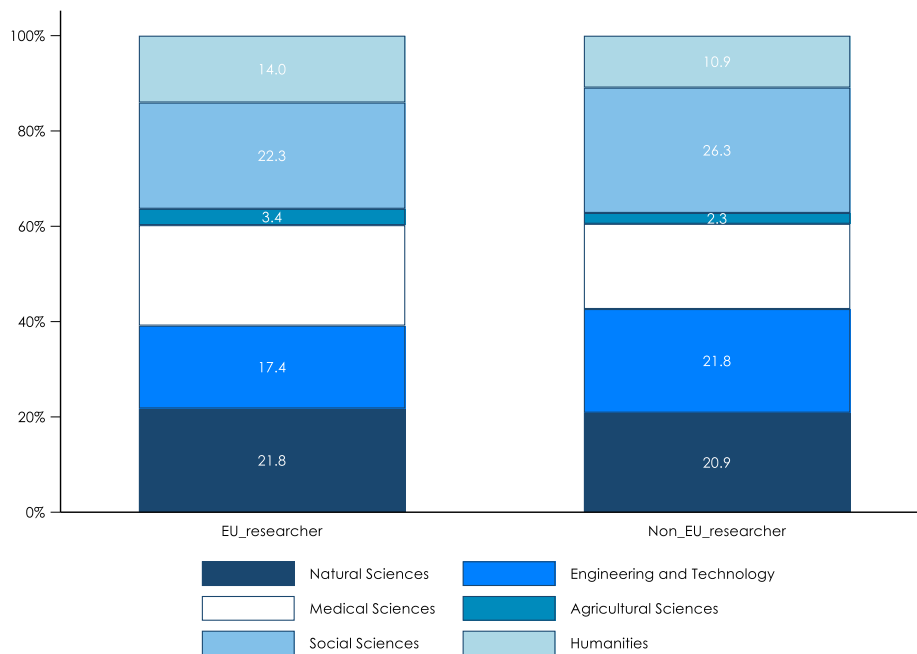 100%
14.0
10.9
80%
22.3
26.3
3.4
2.3
60%
40%
17.4
21.8
20%
21.8
20.9
0%
EU_researcher
Non_EU_researcher
Natural Sciences
Engineering and Technology
Medical Sciences
Agricultural Sciences
Social Sciences
Humanities